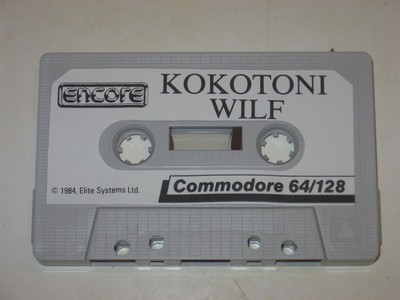 encore
KOKOTONI
WILF
© 1984, Elite Systems Ltd.
Commodore 64/128